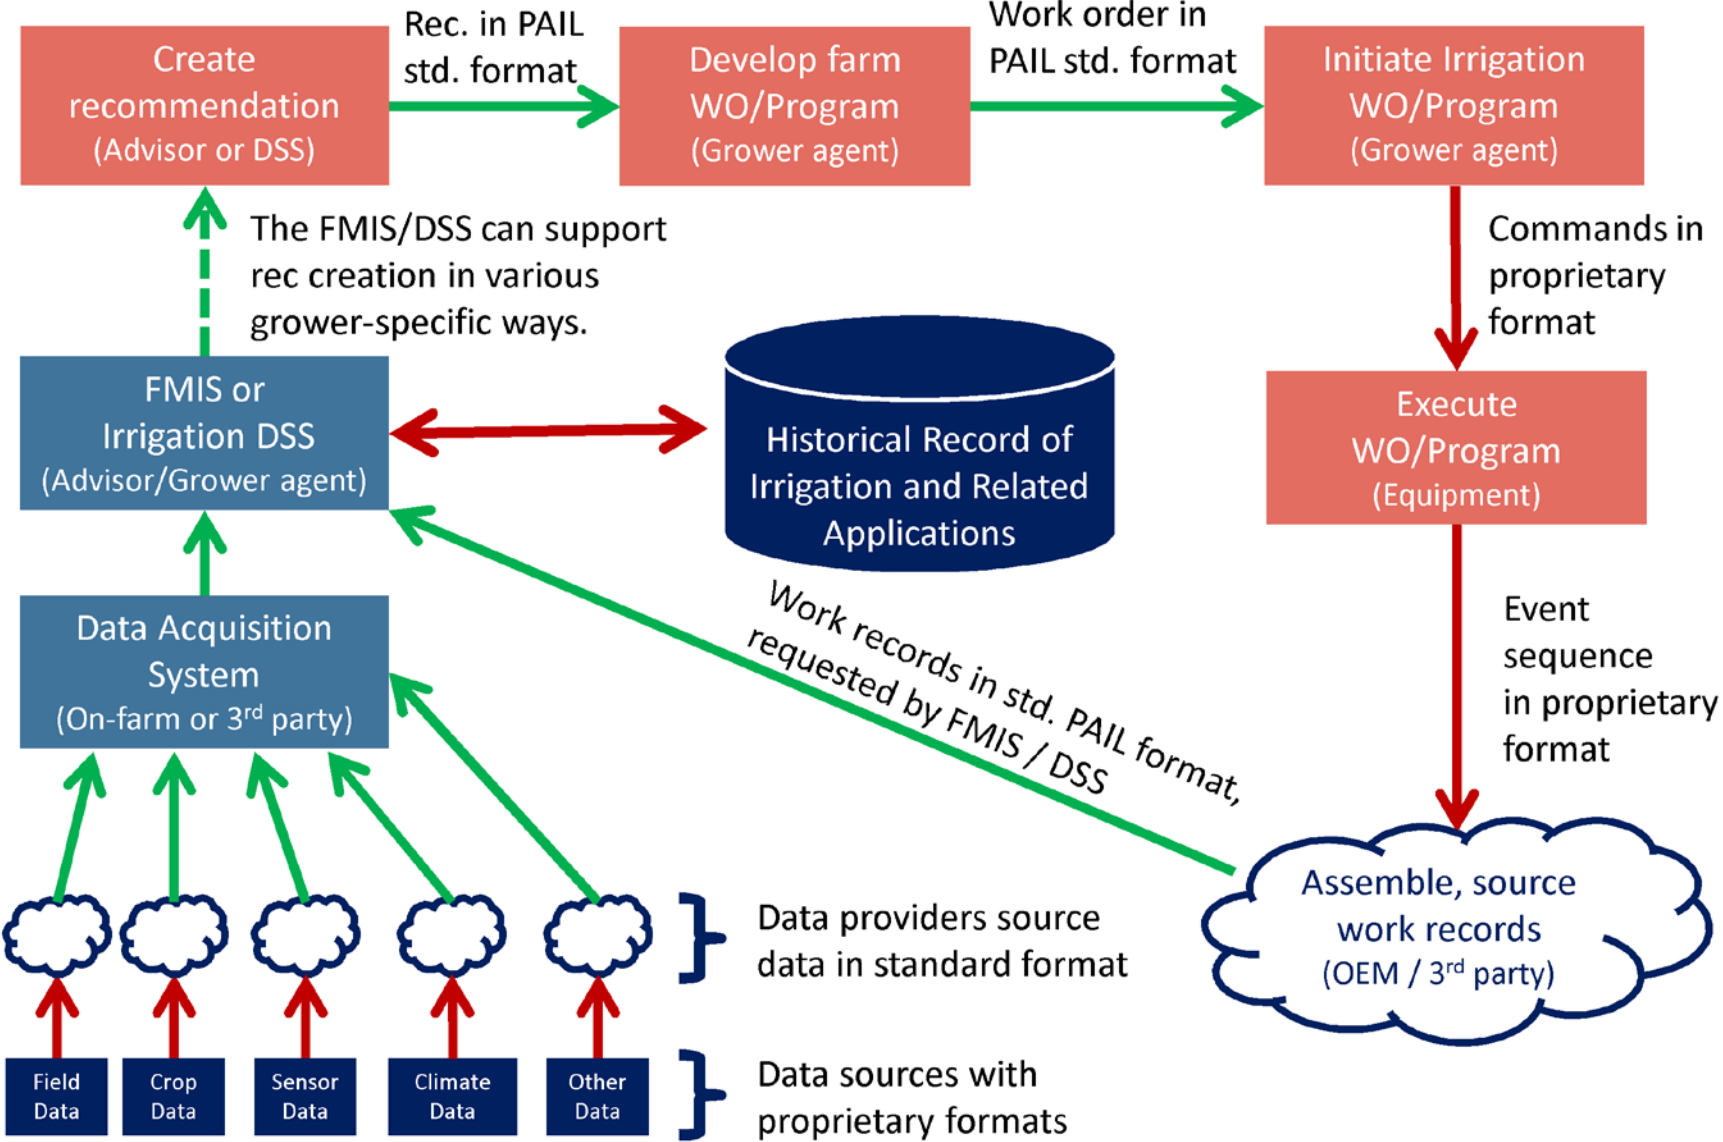 Create
recommendation
(Advisor or DSS)
Rec. in PAIL
std. format
Develop farm
WO/Program
(Grower agent)
Work order in
PAIL std. format
Initiate Irrigation
WO/Program
(Grower agent)
The FMIS/DSS can support
rec creation in various
grower-specific ways.
Commands in
proprietary
format
FMIS or
Irrigation DSS
(Advisor/Grower agent)
Historical Record of
Irrigation and Related
Applications
Execute
WO/Program
(Equipment)
Data Acquisition
System
(On-farm or 3rd party)
Work records in std. PAIL format,
requested by FMIS / DSS
Event
sequence
in proprietary
format
Assemble, source
work records
(OEM / 3rd party)
Data providers source
data in standard format
Field
Data
Crop
Data
Sensor
Data
Climate
Data
Other
Data
Data sources with
proprietary formats